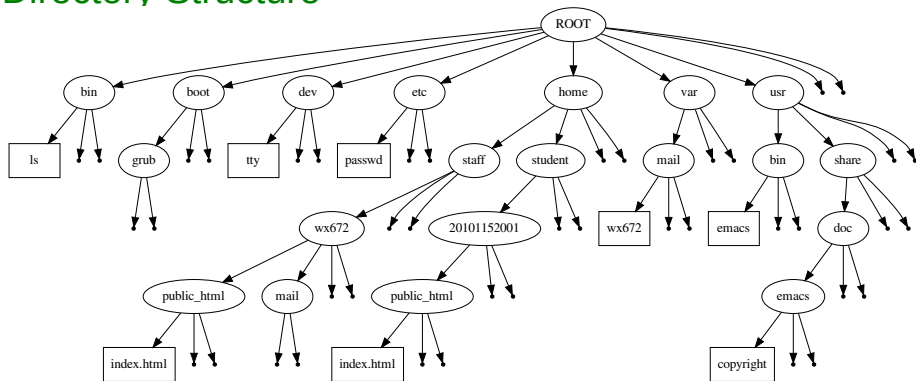 Directory Structure
ROOT
bin boot dev etc home var usr
ls grub tty passwd staff student mail bin share
wx672 20101152001 wx672 emacs doc
public_html mail public_html emacs
index.html index.html copyright